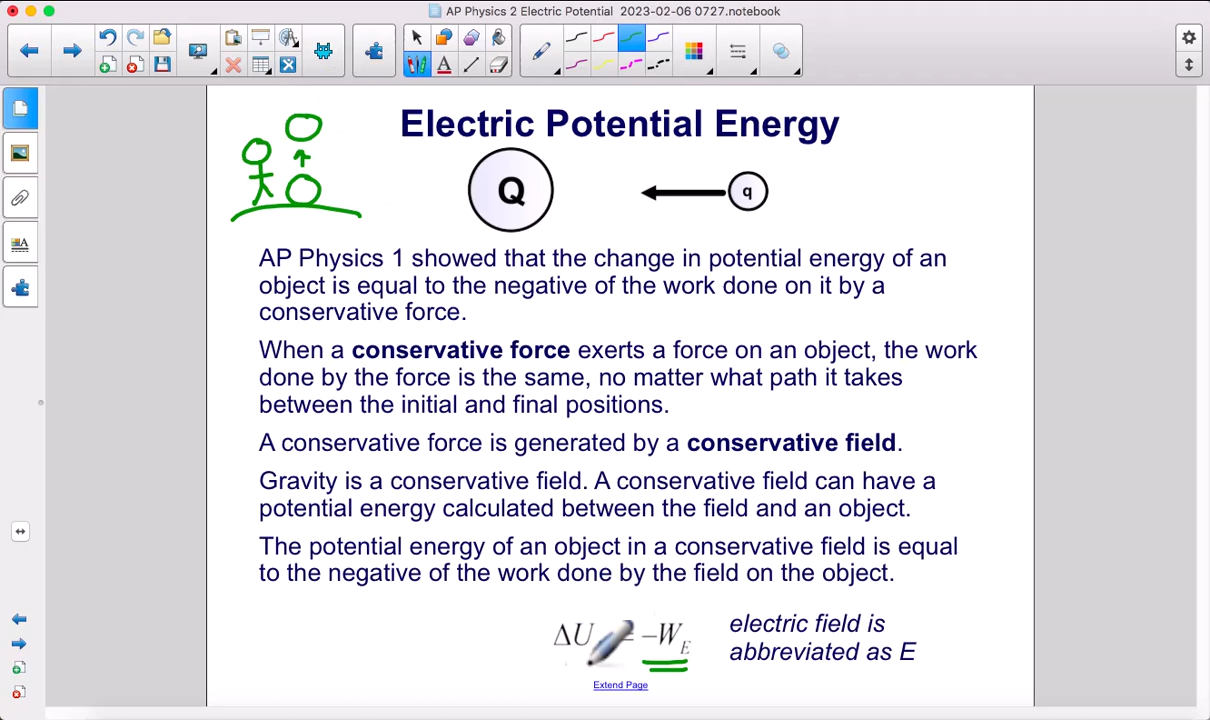 AP Physics 2 Electric Potential 2023-02-06 0727.notebook
Electric Potential Energy
Q
q
AP Physics 1 showed that the change in potential energy of an
object is equal to the negative of the work done on it by a
conservative force.
When a conservative force exerts a force on an object, the work
done by the force is the same, no matter what path it takes
between the initial and final positions.
A conservative force is generated by a conservative field.
Gravity is a conservative field. A conservative field can have a
potential energy calculated between the field and an object.
The potential energy of an object in a conservative field is equal
to the negative of the work done by the field on the object.
ΔU = −W_E
electric field is
abbreviated as E
Extend Page